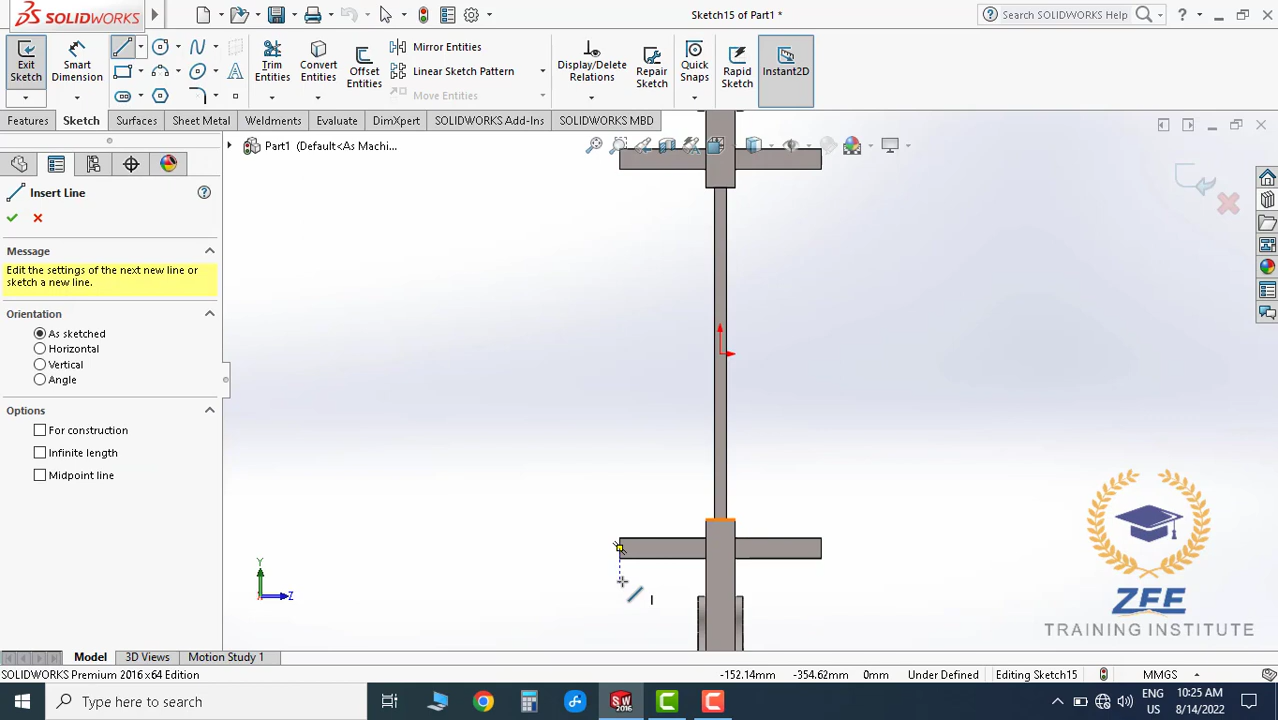 SOLIDWORKS
Sketch15 of Part1 *
Search SOLIDWORKS Help
Exit Sketch
Smart Dimension
Trim Entities
Convert Entities
Offset Entities
Mirror Entities
Linear Sketch Pattern
Move Entities
Display/Delete Relations
Repair Sketch
Quick Snaps
Rapid Sketch
Instant2D
Features
Sketch
Surfaces
Sheet Metal
Weldments
Evaluate
DimXpert
SOLIDWORKS Add-Ins
SOLIDWORKS MBD
Part1 (Default<As Machi...
Insert Line
Message
Edit the settings of the next new line or
sketch a new line.
Orientation
As sketched
Horizontal
Vertical
Angle
Options
For construction
Infinite length
Midpoint line
Y
Z
ZFE
TRAINING INSTITUTE
Model
3D Views
Motion Study 1
SOLIDWORKS Premium 2016 x64 Edition
-152.14mm
-354.62mm
0mm
Under Defined
Editing Sketch15
MMGS
Type here to search
SW
2016
ENG
US
10:25 AM
8/14/2022